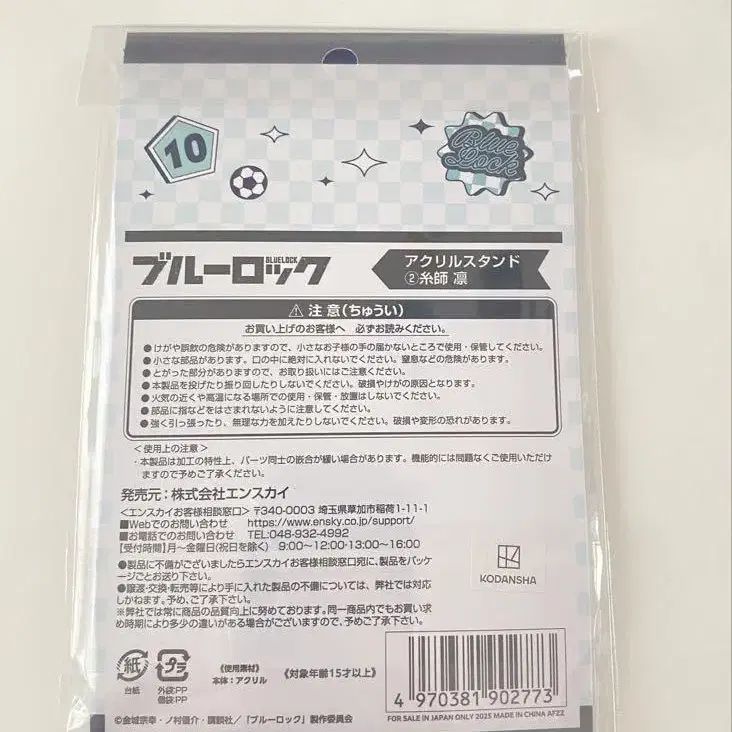 10
Blue
Lock
ブルーロック
BLUELOCK
アクリルスタンド
②糸師 凛
⚠注意(ちゅうい)
お買い上げのお客様へ 必ずお読みください。
●けがや誤飲の危険がありますので、小さなお子様の手の届かないところで使用・保管してください。
●小さな部品があります。口の中に絶対に入れないでください。窒息などの危険があります。
●とがった部分がありますので、お取り扱いにはご注意ください。
●本製品を投げたり振り回したりしないでください。破損やけがの原因となります。
●火気の近くや高温になる場所での使用・保管・放置はしないでください。
●部品に指などをはさまれないように注意してください。
●強く引っ張ったり、無理な力を加えたりしないでください。破損や変形の恐れがあります。
<使用上の注意>
・本製品は加工の特性上、パーツ同士の嵌合が緩い場合があります。機能的には問題なくご使用いただけ
ますので予めご了承ください。
発売元:株式会社エンスカイ
<エンスカイお客様相談窓口>〒340-0003 埼玉県草加市稲荷1-11-1
■Webでのお問い合わせ https://www.ensky.co.jp/support/
■お電話でのお問い合わせ TEL:048-932-4992
【受付時間】月~金曜日(祝日を除く) 9:00~12:00・13:00~16:00
●製品に不備がございましたらエンスカイお客様相談窓口宛に、製品をパッケ
ージごとお送り下さい。
●譲渡・交換・転売等により手に入れた製品の不備については、弊社では対応
しかねます。予め、ご了承下さい。
※弊社では常に商品の品質向上に努めております。同一商品内でもお買い求
め時期により多少の違いがある場合がございますので、予めご了承下さい。
KODANSHA
紙
台紙
プラ
外袋:PP
個袋:PP
《使用素材》
本体:アクリル
《対象年齢15才以上》
4 970381 902773
FOR SALE IN JAPAN ONLY 2025 MADE IN CHINA AFZZ
©金城宗幸・ノ村優介・講談社/「ブルーロック」製作委員会